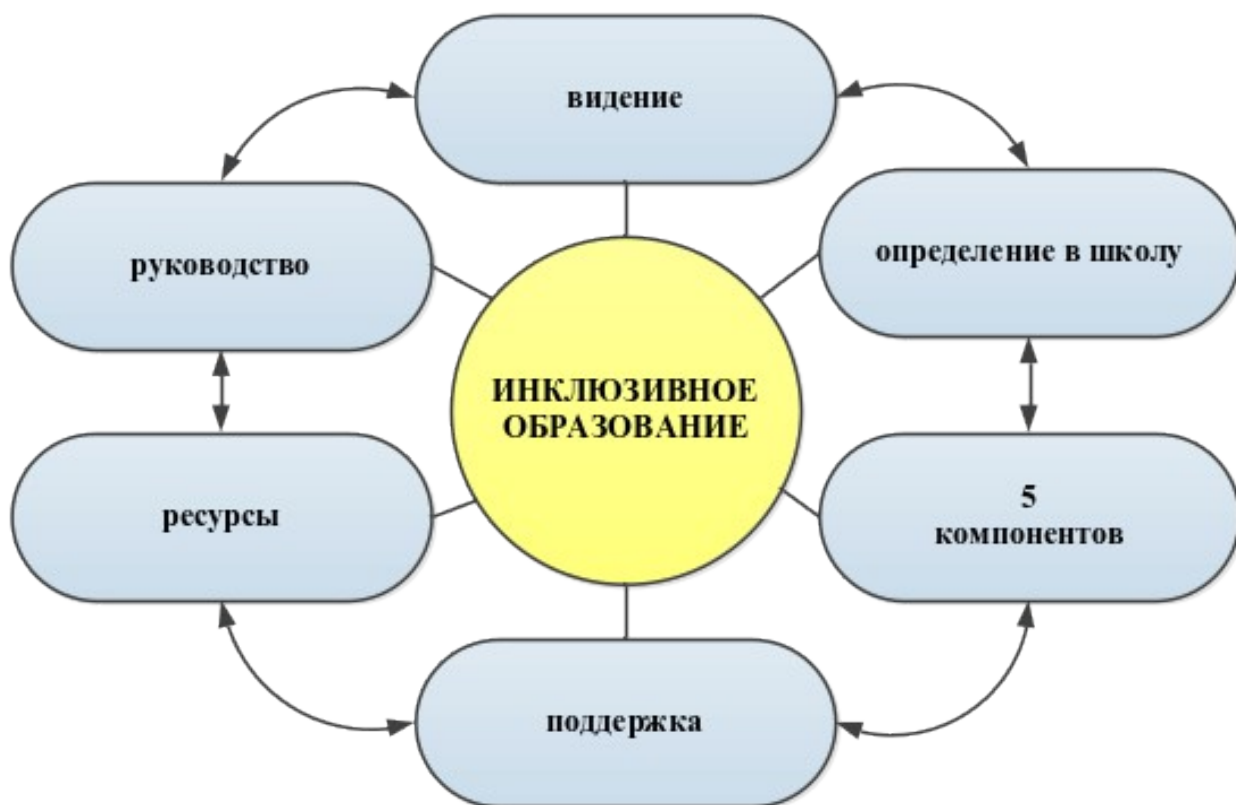 видение
руководство
определение в школу
ИНКЛЮЗИВНОЕ
ОБРАЗОВАНИЕ
ресурсы
5
компонентов
поддержка